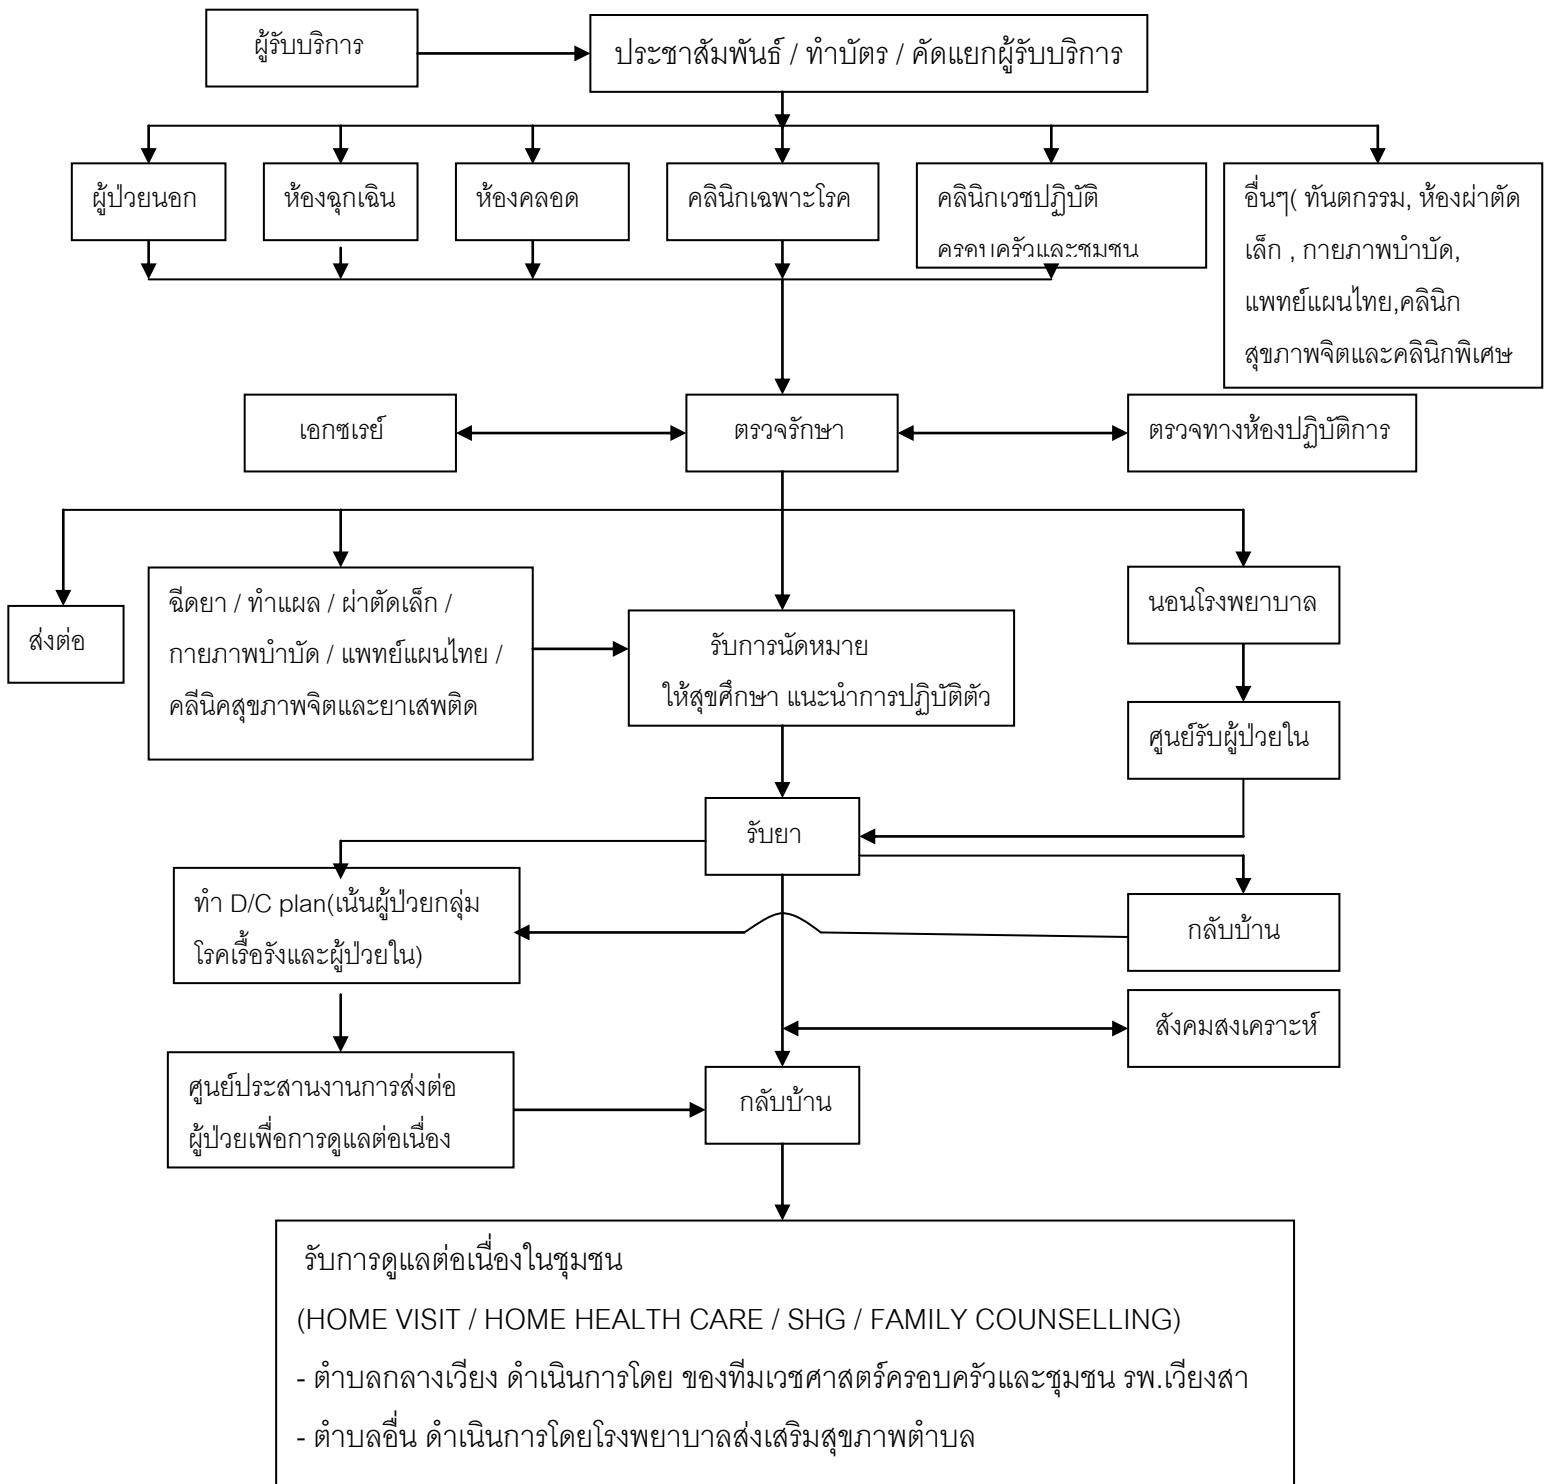 ผู้รับบริการ
ประชาสัมพันธ์ / ทำบัตร / คัดแยกผู้รับบริการ
ผู้ป่วยนอก
ห้องฉุกเฉิน
ห้องคลอด
คลินิกเฉพาะโรค
คลินิกเวชปฏิบัติ
ครอบครัวและชุมชน
อื่นๆ( ทันตกรรม, ห้องผ่าตัด
เล็ก , กายภาพบำบัด,
แพทย์แผนไทย,คลินิก
สุขภาพจิตและคลินิกพิเศษ
เอกซเรย์
ตรวจรักษา
ตรวจทางห้องปฏิบัติการ
ส่งต่อ
ฉีดยา / ทำแผล / ผ่าตัดเล็ก /
กายภาพบำบัด / แพทย์แผนไทย /
คลีนิคสุขภาพจิตและยาเสพติด
รับการนัดหมาย
ให้สุขศึกษา แนะนำการปฏิบัติตัว
นอนโรงพยาบาล
ศูนย์รับผู้ป่วยใน
รับยา
ทำ D/C plan(เน้นผู้ป่วยกลุ่ม
โรคเรื้อรังและผู้ป่วยใน)
กลับบ้าน
สังคมสงเคราะห์
ศูนย์ประสานงานการส่งต่อ
ผู้ป่วยเพื่อการดูแลต่อเนื่อง
กลับบ้าน
รับการดูแลต่อเนื่องในชุมชน
(HOME VISIT / HOME HEALTH CARE / SHG / FAMILY COUNSELLING)
- ตำบลกลางเวียง ดำเนินการโดย ของทีมเวชศาสตร์ครอบครัวและชุมชน รพ.เวียงสา
- ตำบลอื่น ดำเนินการโดยโรงพยาบาลส่งเสริมสุขภาพตำบล